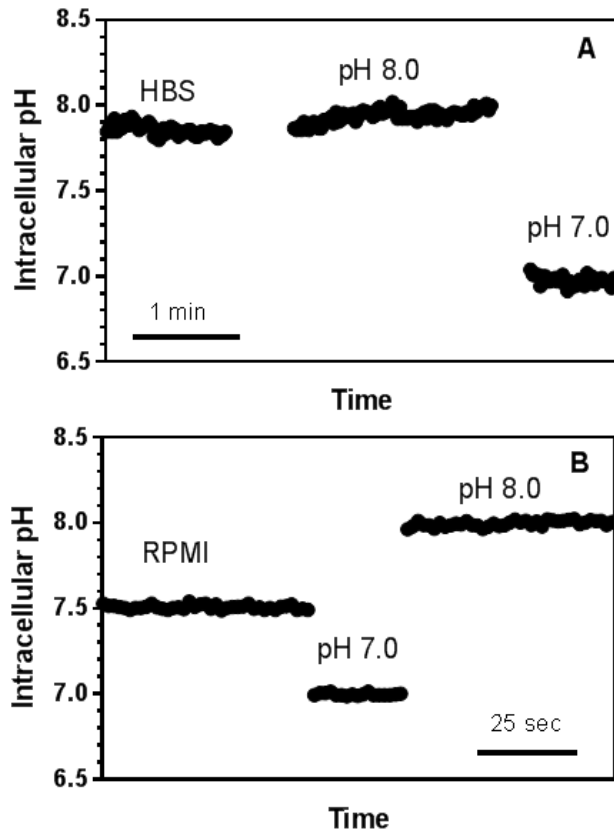 8.5
A
pH 8.0
HBS
8.0
7.5
pH 7.0
7.0
1 min
6.5
Intracellular pH
Time
8.5
B
pH 8.0
8.0
RPMI
7.5
pH 7.0
7.0
25 sec
6.5
Intracellular pH
Time